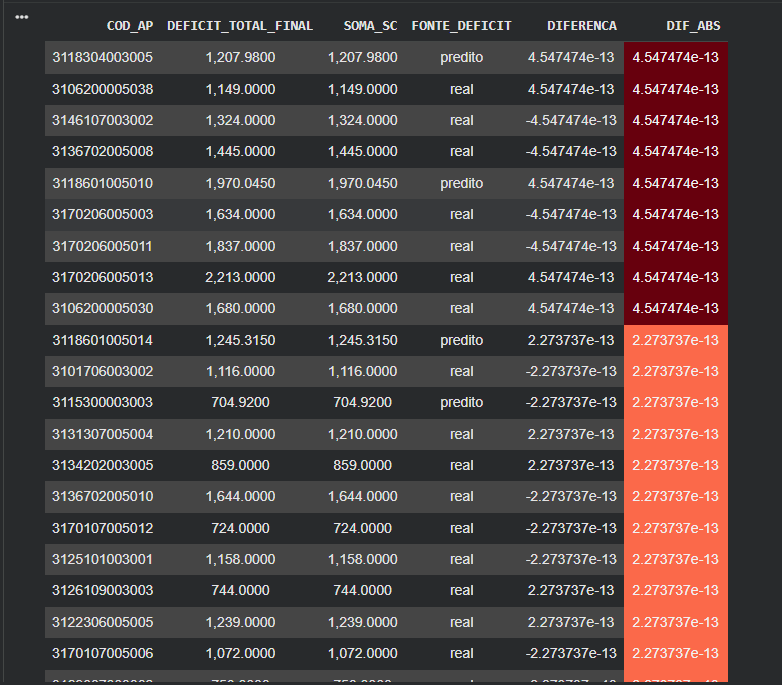 •••
COD_AP DEFICIT_TOTAL_FINAL SOMA_SC FONTE_DEFICIT DIFERENCA DIF_ABS
3118304003005 1,207.9800 1,207.9800 predito 4.547474e-13 4.547474e-13
3106200005038 1,149.0000 1,149.0000 real 4.547474e-13 4.547474e-13
3146107003002 1,324.0000 1,324.0000 real -4.547474e-13 4.547474e-13
3136702005008 1,445.0000 1,445.0000 real -4.547474e-13 4.547474e-13
3118601005010 1,970.0450 1,970.0450 predito 4.547474e-13 4.547474e-13
3170206005003 1,634.0000 1,634.0000 real -4.547474e-13 4.547474e-13
3170206005011 1,837.0000 1,837.0000 real -4.547474e-13 4.547474e-13
3170206005013 2,213.0000 2,213.0000 real 4.547474e-13 4.547474e-13
3106200005030 1,680.0000 1,680.0000 real 4.547474e-13 4.547474e-13
3118601005014 1,245.3150 1,245.3150 predito 2.273737e-13 2.273737e-13
3101706003002 1,116.0000 1,116.0000 real -2.273737e-13 2.273737e-13
3115300003003 704.9200 704.9200 predito -2.273737e-13 2.273737e-13
3131307005004 1,210.0000 1,210.0000 real 2.273737e-13 2.273737e-13
3134202003005 859.0000 859.0000 real 2.273737e-13 2.273737e-13
3136702005010 1,644.0000 1,644.0000 real -2.273737e-13 2.273737e-13
3170107005012 724.0000 724.0000 real -2.273737e-13 2.273737e-13
3125101003001 1,158.0000 1,158.0000 real -2.273737e-13 2.273737e-13
3126109003003 744.0000 744.0000 real 2.273737e-13 2.273737e-13
3122306005005 1,239.0000 1,239.0000 real 2.273737e-13 2.273737e-13
3170107005006 1,072.0000 1,072.0000 real -2.273737e-13 2.273737e-13